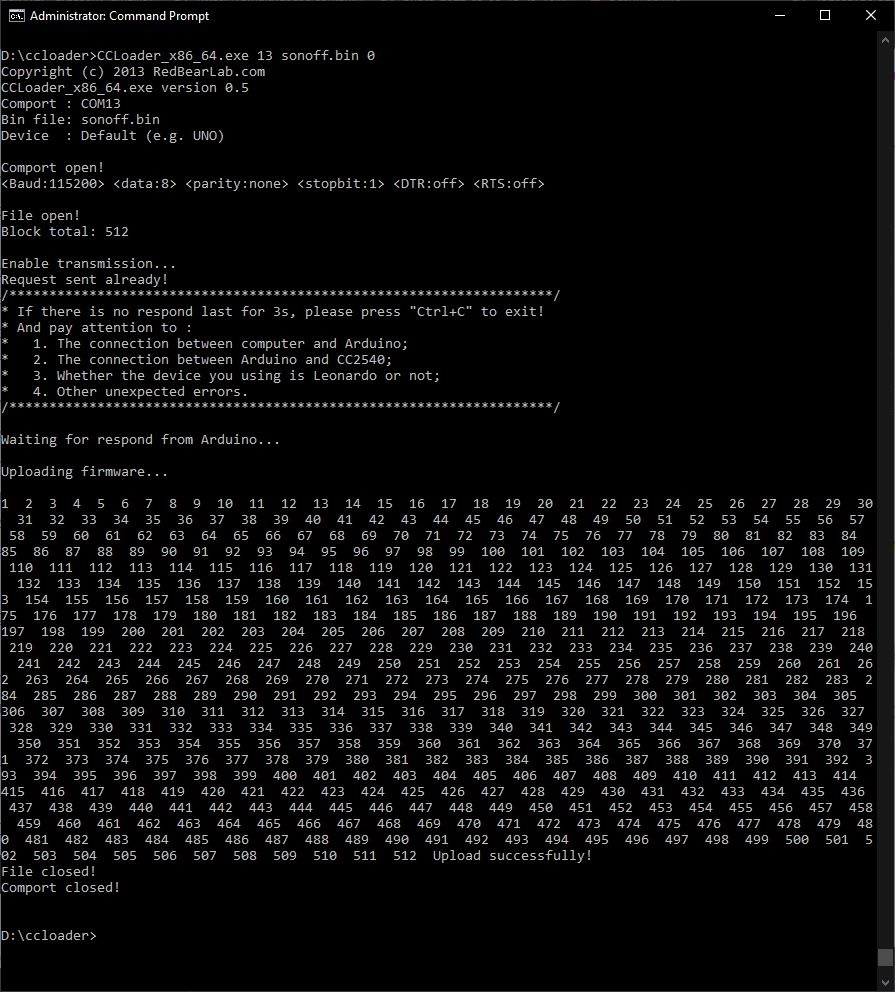 Administrator: Command Prompt
D:\ccloader>CCLoader_x86_64.exe 13 sonoff.bin 0
Copyright (c) 2013 RedBearLab.com
CCLoader_x86_64.exe version 0.5
Comport : COM13
Bin file: sonoff.bin
Device  : Default (e.g. UNO)
Comport open!
<Baud:115200> <data:8> <parity:none> <stopbit:1> <DTR:off> <RTS:off>
File open!
Block total: 512
Enable transmission...
Request sent already!
/********************************************************************/
* If there is no respond last for 3s, please press "Ctrl+C" to exit!
* And pay attention to :
*   1. The connection between computer and Arduino;
*   2. The connection between Arduino and CC2540;
*   3. Whether the device you using is Leonardo or not;
*   4. Other unexpected errors.
/********************************************************************/
Waiting for respond from Arduino...
Uploading firmware...
1  2  3  4  5  6  7  8  9  10  11  12  13  14  15  16  17  18  19  20  21  22  23  24  25  26  27  28  29  30
31  32  33  34  35  36  37  38  39  40  41  42  43  44  45  46  47  48  49  50  51  52  53  54  55  56  57
58  59  60  61  62  63  64  65  66  67  68  69  70  71  72  73  74  75  76  77  78  79  80  81  82  83  84
85  86  87  88  89  90  91  92  93  94  95  96  97  98  99  100  101  102  103  104  105  106  107  108  109
110  111  112  113  114  115  116  117  118  119  120  121  122  123  124  125  126  127  128  129  130  131
132  133  134  135  136  137  138  139  140  141  142  143  144  145  146  147  148  149  150  151  152  15
3  154  155  156  157  158  159  160  161  162  163  164  165  166  167  168  169  170  171  172  173  174  1
75  176  177  178  179  180  181  182  183  184  185  186  187  188  189  190  191  192  193  194  195  196
197  198  199  200  201  202  203  204  205  206  207  208  209  210  211  212  213  214  215  216  217  218
219  220  221  222  223  224  225  226  227  228  229  230  231  232  233  234  235  236  237  238  239  240
241  242  243  244  245  246  247  248  249  250  251  252  253  254  255  256  257  258  259  260  261  26
2  263  264  265  266  267  268  269  270  271  272  273  274  275  276  277  278  279  280  281  282  283  2
84  285  286  287  288  289  290  291  292  293  294  295  296  297  298  299  300  301  302  303  304  305
306  307  308  309  310  311  312  313  314  315  316  317  318  319  320  321  322  323  324  325  326  327
328  329  330  331  332  333  334  335  336  337  338  339  340  341  342  343  344  345  346  347  348  349
350  351  352  353  354  355  356  357  358  359  360  361  362  363  364  365  366  367  368  369  370  37
1  372  373  374  375  376  377  378  379  380  381  382  383  384  385  386  387  388  389  390  391  392  3
93  394  395  396  397  398  399  400  401  402  403  404  405  406  407  408  409  410  411  412  413  414
415  416  417  418  419  420  421  422  423  424  425  426  427  428  429  430  431  432  433  434  435  436
437  438  439  440  441  442  443  444  445  446  447  448  449  450  451  452  453  454  455  456  457  458
459  460  461  462  463  464  465  466  467  468  469  470  471  472  473  474  475  476  477  478  479  48
0  481  482  483  484  485  486  487  488  489  490  491  492  493  494  495  496  497  498  499  500  501  5
02  503  504  505  506  507  508  509  510  511  512  Upload successfully!
File closed!
Comport closed!
D:\ccloader>